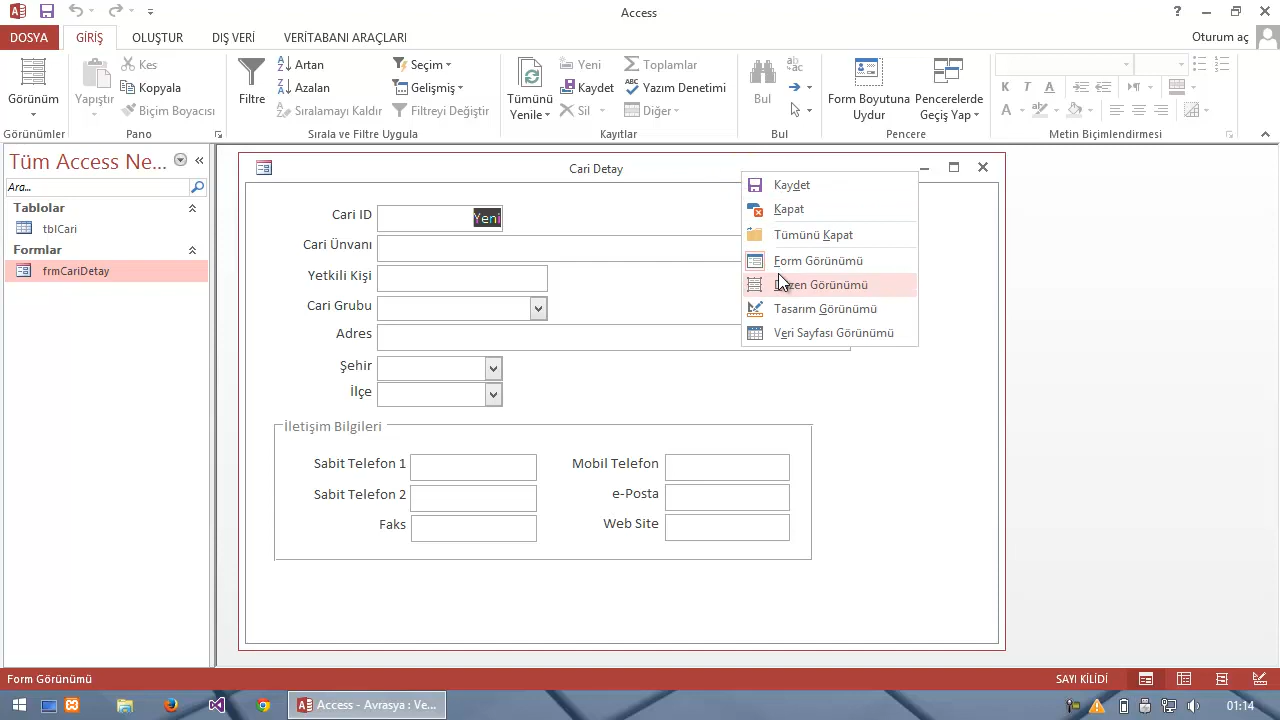 Access
DOSYA GİRİŞ OLUŞTUR DIŞ VERİ VERİTABANI ARAÇLARI Oturum aç
Görünüm
Görünümler
Yapıştır
Kes
Kopyala
Biçim Boyacısı
Pano
Filtre
Artan
Azalan
Sıralamayı Kaldır
Seçim
Gelişmiş
Filtreyi Değiştir
Sırala ve Filtre Uygula
Tümünü Yenile
Yeni
Kaydet
Sil
Toplamlar
Yazım Denetimi
Diğer
Kayıtlar
Bul
Bul
Form Boyutuna Uydur
Pencerelerde Geçiş Yap
Pencere
K T A
A
Metin Biçimlendirmesi
Tüm Access Ne...
Ara...
Tablolar
tblCari
Formlar
frmCariDetay
Cari Detay
Cari ID Yeni
Cari Ünvanı
Yetkili Kişi
Cari Grubu
Adres
Şehir
İlçe
İletişim Bilgileri
Sabit Telefon 1 Mobil Telefon
Sabit Telefon 2 e-Posta
Faks Web Site
Kaydet
Kapat
Tümünü Kapat
Form Görünümü
Görünümü
Tasarım Görünümü
Veri Sayfası Görünümü
Form Görünümü SAYI KİLİDİ
Access - Avrasya : Ve... 01:14